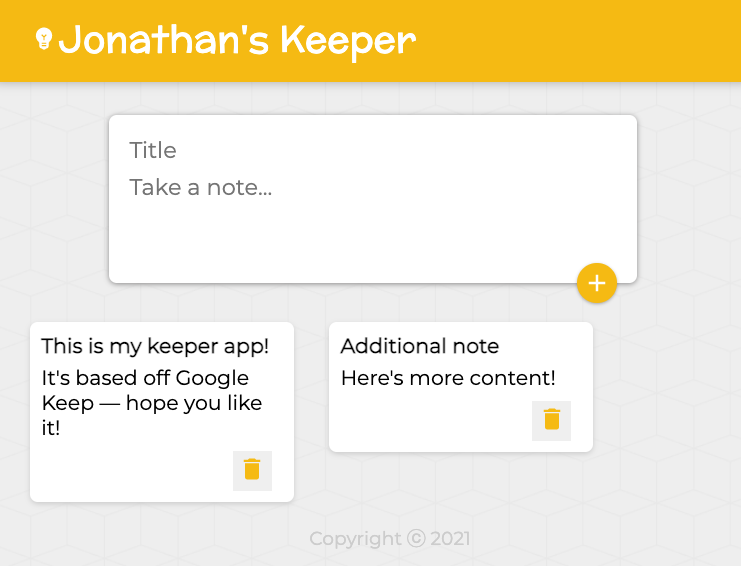 Jonathan's Keeper
Title
Take a note...
This is my keeper app!
It's based off Google
Keep — hope you like
it!
Additional note
Here's more content!
Copyright ⓒ 2021